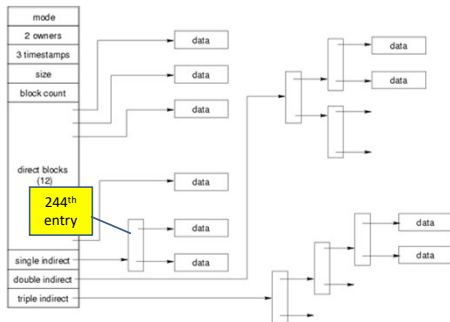 mode
2 owners
3 timestamps
size
block count
direct blocks
(12)
single indirect
double indirect
triple indirect
244th
entry
data
data
data
data
data
data
data
data
data
data